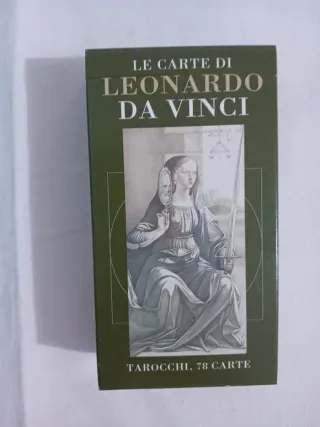 LE CARTE DI
LEONARDO
DA VINCI
TAROCCHI, 78 CARTE